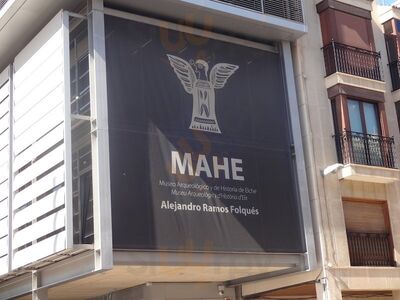 MAHE
Museo Arqueológico y de Historia de Elche
Museu Arqueològic i d'Història d'Elx
Alejandro Ramos Folqués